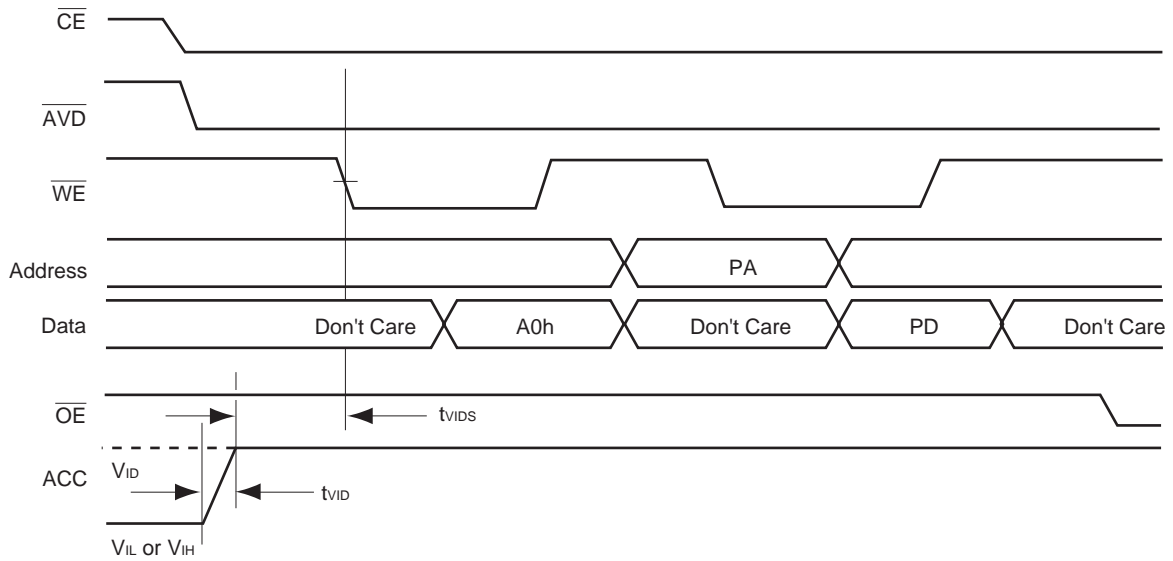 CE
AVD
WE
Address
PA
Data
Don't Care
A0h
Don't Care
PD
Don't Care
OE
tVIDS
ACC
VID
tVID
VIL or VIH